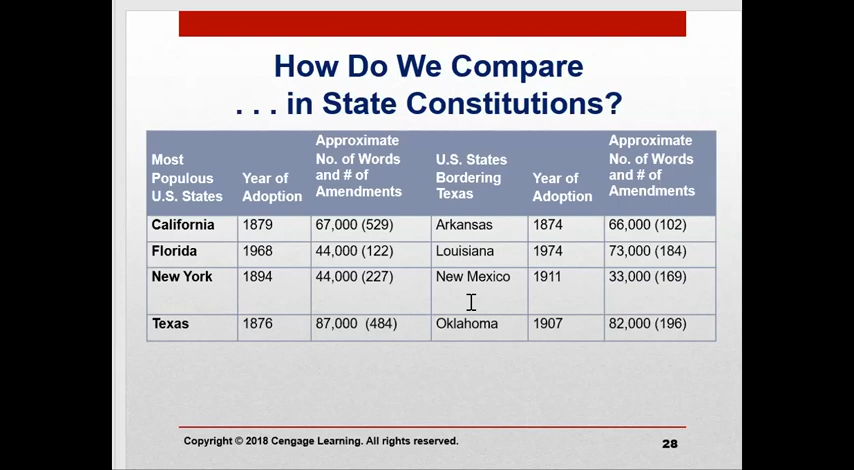 How Do We Compare
. . . in State Constitutions?
Most Populous U.S. States Year of Adoption Approximate No. of Words and # of Amendments U.S. States Bordering Texas Year of Adoption Approximate No. of Words and # of Amendments
California 1879 67,000 (529) Arkansas 1874 66,000 (102)
Florida 1968 44,000 (122) Louisiana 1974 73,000 (184)
New York 1894 44,000 (227) New Mexico 1911 33,000 (169)
Texas 1876 87,000 (484) Oklahoma 1907 82,000 (196)
Copyright © 2018 Cengage Learning. All rights reserved. 28